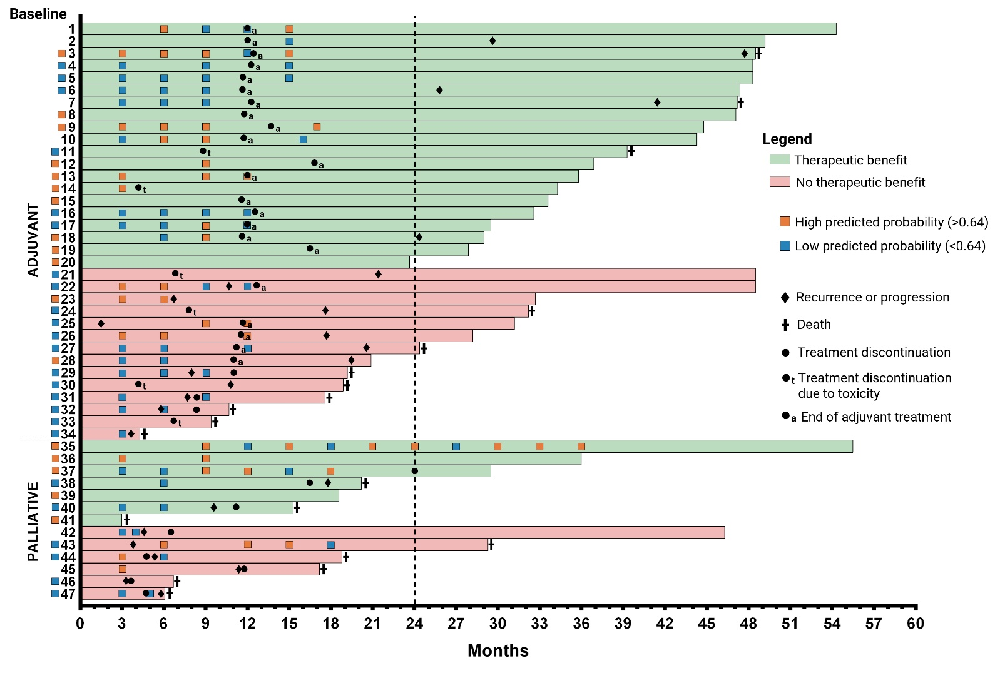 Baseline
1 a
2 a
3 a
4 a
5 a
6 a
7 a
8 a
9 a
10 a
11 t
12 a
13 a
14 t
15 a
16 a
17 a
18 a
19 a
20
21 t
22 a
23
24 t
25 a
26 a
27 a
28 a
29
30 t
31
32
33 t
34
35
36
37
38
39
40
41
42
43
44
45
46
47
ADJUVANT
PALLIATIVE
0 3 6 9 12 15 18 21 24 27 30 33 36 39 42 45 48 51 54 57 60
Months
Legend
Therapeutic benefit
No therapeutic benefit
High predicted probability (>0.64)
Low predicted probability (<0.64)
Recurrence or progression
Death
Treatment discontinuation
t Treatment discontinuation
due to toxicity
a End of adjuvant treatment